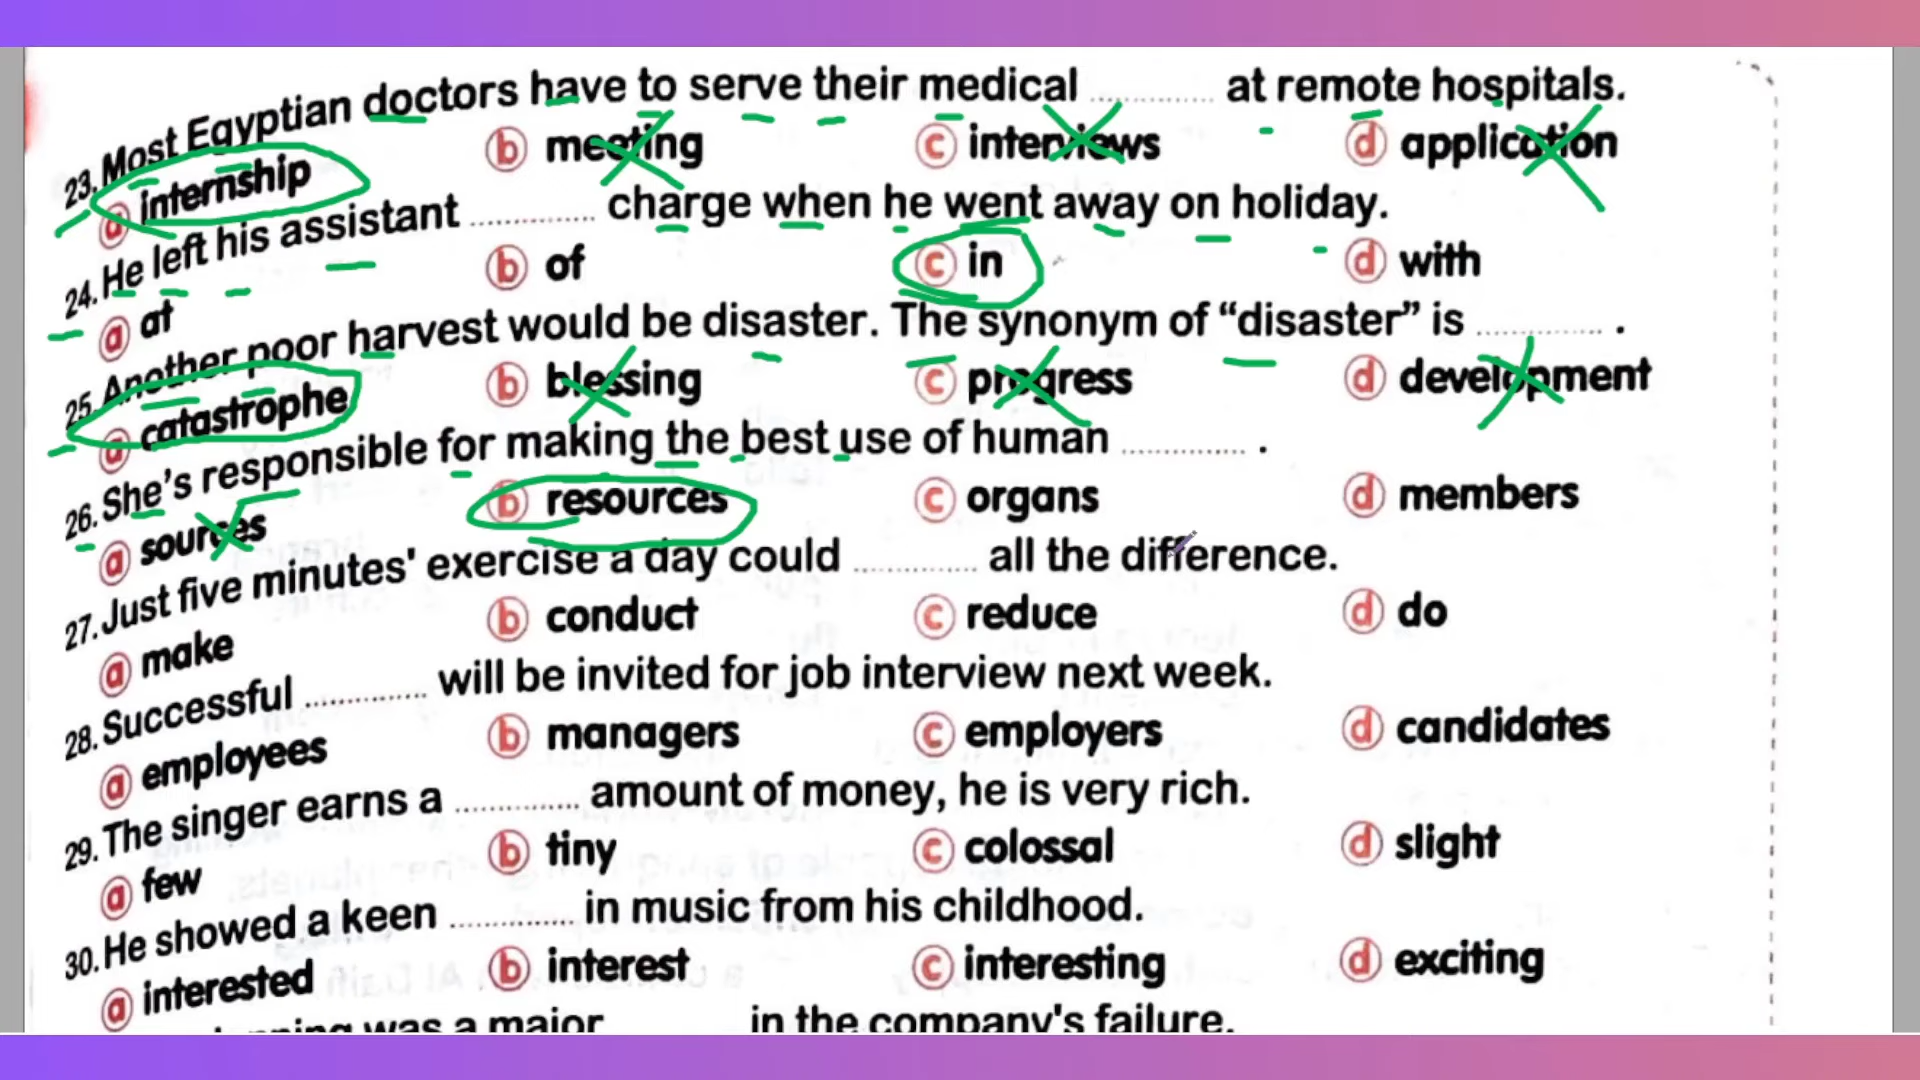 23. Most Egyptian doctors have to serve their medical ............ at remote hospitals.
a internship b meeting c interviews d application
24. He left his assistant ............ charge when he went away on holiday.
a at b of c in d with
25. Another poor harvest would be disaster. The synonym of “disaster” is ............ .
a catastrophe b blessing c progress d development
26. She's responsible for making the best use of human ............ .
a sources b resources c organs d members
27. Just five minutes' exercise a day could ............ all the difference.
a make b conduct c reduce d do
28. Successful ............ will be invited for job interview next week.
a employees b managers c employers d candidates
29. The singer earns a ............ amount of money, he is very rich.
a few b tiny c colossal d slight
30. He showed a keen ............ in music from his childhood.
a interested b interest c interesting d exciting
was a major in the company's failure.